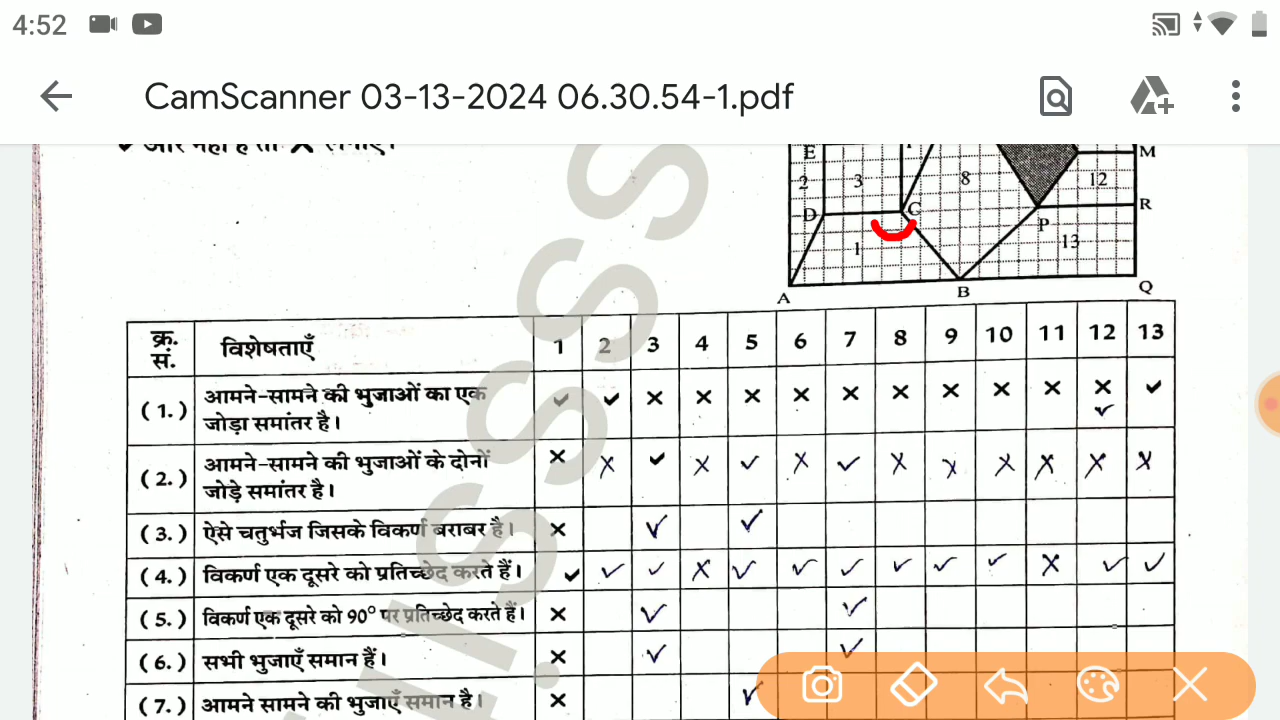 4:52
CamScanner 03-13-2024 06.30.54-1.pdf
✓ और नहीं है तो ✗ लगाएँ।
E
M
2 3 8 12
D C R
P
1 13
A B Q
क्र. सं. विशेषताएँ 1 2 3 4 5 6 7 8 9 10 11 12 13
(1.) आमने-सामने की भुजाओं का एक ✓ ✓ ✗ ✗ ✗ ✗ ✗ ✗ ✗ ✗ ✗ ✗ ✓
जोड़ा समांतर है। ✓
(2.) आमने-सामने की भुजाओं के दोनों ✗ ✗ ✓ ✗ ✓ ✗ ✓ ✗ ✗ ✗ ✗ ✗ ✗
जोड़े समांतर है।
(3.) ऐसे चतुर्भुज जिसके विकर्ण बराबर है। ✗ ✓ ✓
(4.) विकर्ण एक दूसरे को प्रतिच्छेद करते हैं। ✓ ✓ ✓ ✗ ✓ ✓ ✓ ✓ ✓ ✓ ✗ ✓ ✓
(5.) विकर्ण एक दूसरे को 90° पर प्रतिच्छेद करते हैं। ✗ ✓ ✓
(6.) सभी भुजाएँ समान हैं। ✗ ✓ ✓
(7.) आमने सामने की भुजाएँ समान है। ✗ ✓